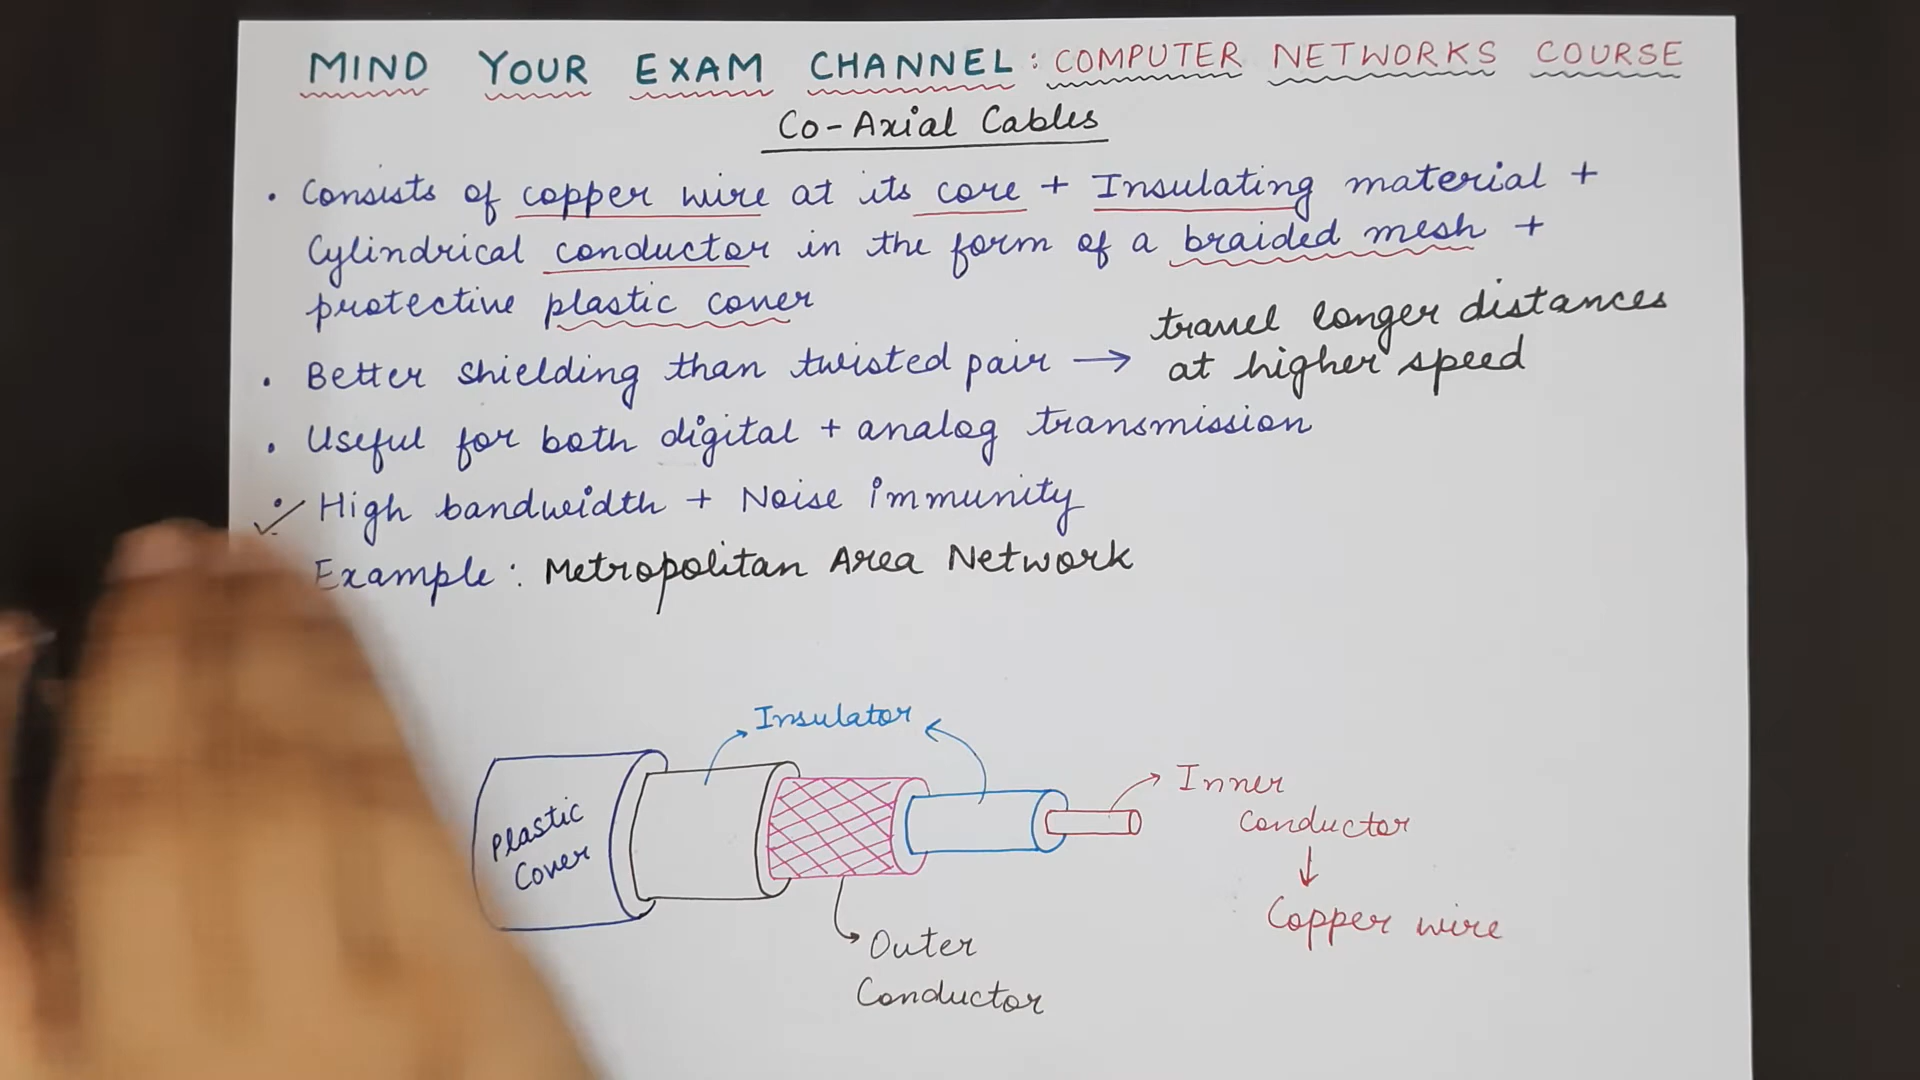 MIND YOUR EXAM CHANNEL: COMPUTER NETWORKS COURSE
Co-Axial Cables
• Consists of copper wire at its core + Insulating material +
Cylindrical conductor in the form of a braided mesh +
protective plastic cover
• Better shielding than twisted pair → travel longer distances
at higher speed
• Useful for both digital + analog transmission
• High bandwidth + Noise immunity
Example: Metropolitan Area Network
Insulator
Plastic
Cover
Inner
Conductor
↓
Copper wire
Outer
Conductor